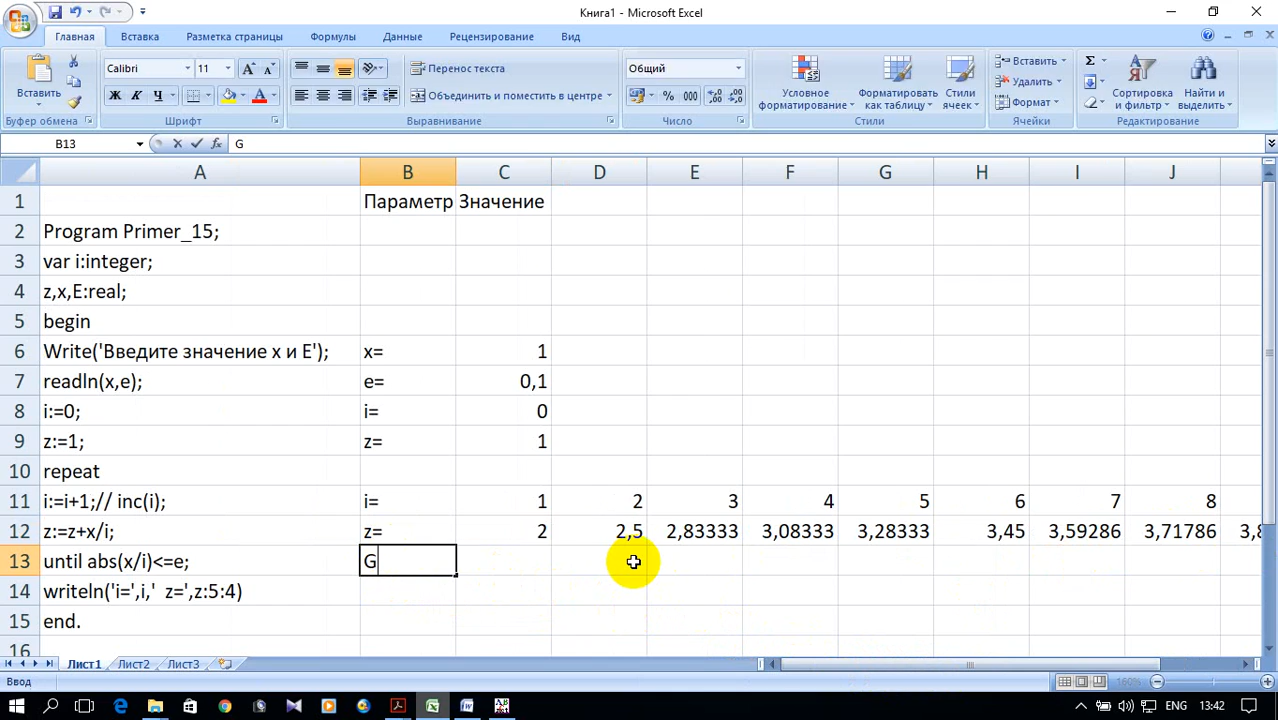 Книга1 - Microsoft Excel
Главная Вставка Разметка страницы Формулы Данные Рецензирование Вид
Вставить
Calibri 11
Перенос текста
Общий
Условное форматирование
Форматировать как таблицу
Стили ячеек
Вставить
Удалить
Формат
Сортировка и фильтр
Найти и выделить
Ж К Ч
Объединить и поместить в центре
% 000
Буфер обмена Шрифт Выравнивание Число Стили Ячейки Редактирование
B13 G
A B C D E F G H I J
1 Параметр Значение
2 Program Primer_15;
3 var i:integer;
4 z,x,E:real;
5 begin
6 Write('Введите значение x и E'); x= 1
7 readln(x,e); e= 0,1
8 i:=0; i= 0
9 z:=1; z= 1
10 repeat
11 i:=i+1;// inc(i); i= 1 2 3 4 5 6 7 8
12 z:=z+x/i; z= 2 2,5 2,83333 3,08333 3,28333 3,45 3,59286 3,71786 3,8
13 until abs(x/i)<=e; G
14 writeln('i=',i,' z=',z:5:4)
15 end.
16
Лист1 Лист2 Лист3
Ввод 160%
ENG 13:42